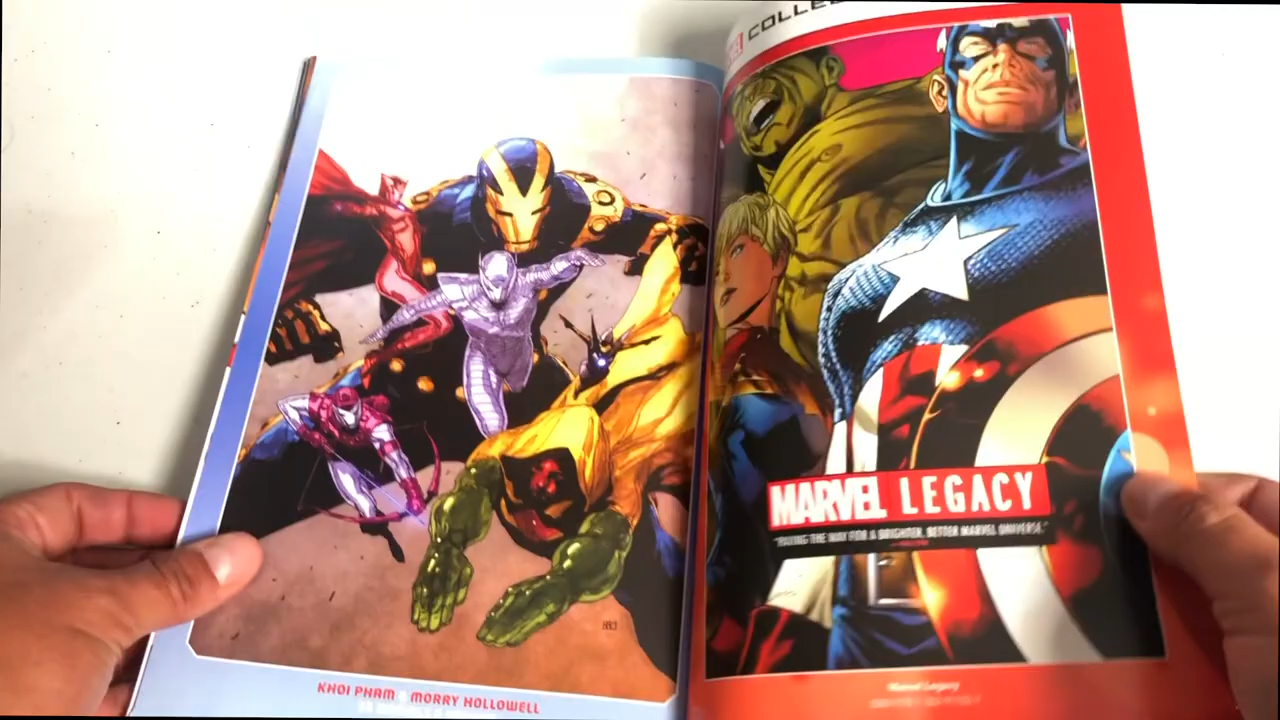 KHOI PHAM & MORRY HOLLOWELL
COLLE
MARVEL LEGACY
"PAVING THE WAY FOR A BRIGHTER, BETTER MARVEL UNIVERSE."
Marvel Legacy